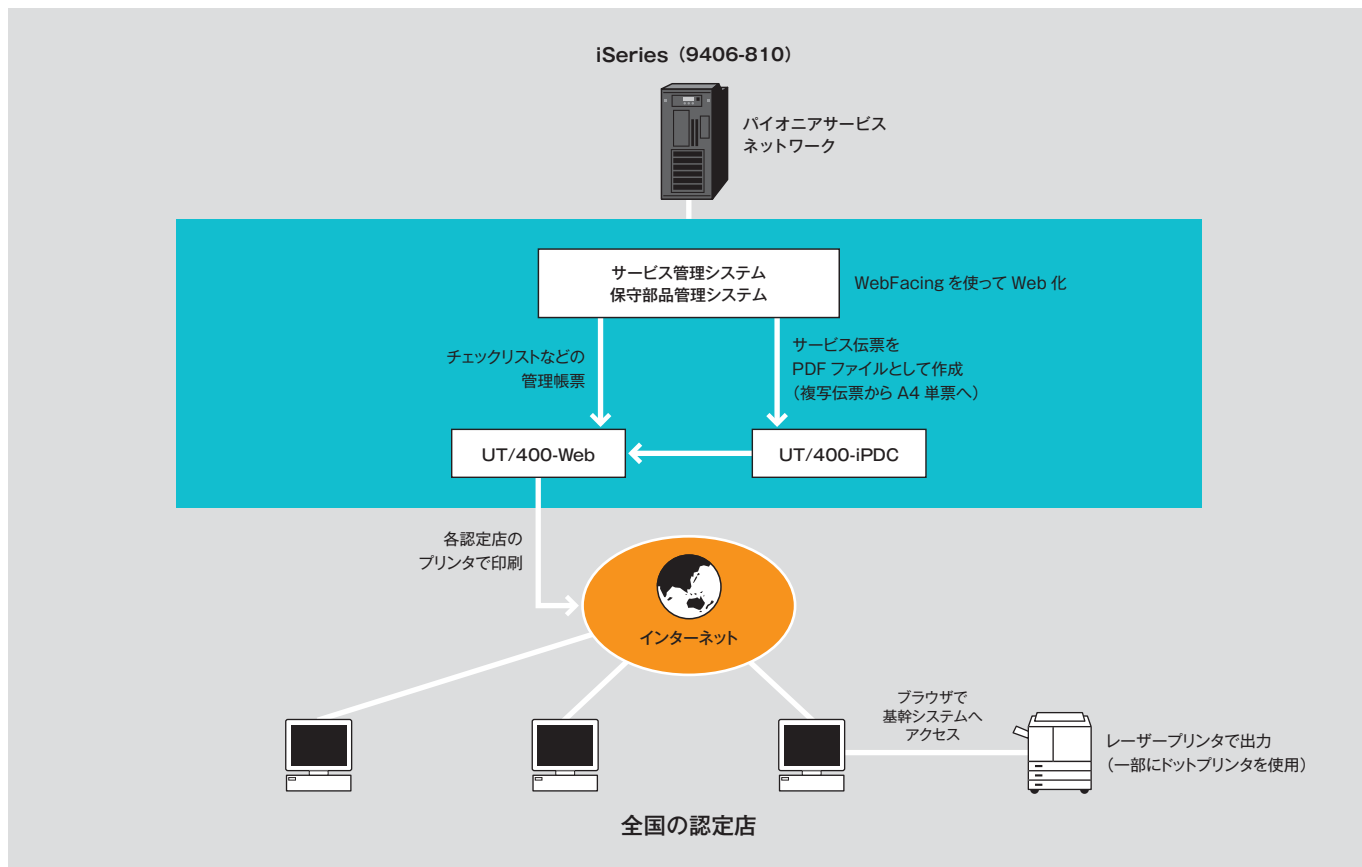 iSeries（9406-810）
パイオニアサービス
ネットワーク
サービス管理システム
保守部品管理システム
WebFacing を使って Web 化
チェックリストなどの
管理帳票
サービス伝票を
PDF ファイルとして作成
（複写伝票から A4 単票へ）
UT/400-Web
UT/400-iPDC
各認定店の
プリンタで印刷
インターネット
ブラウザで
基幹システムへ
アクセス
レーザープリンタで出力
（一部にドットプリンタを使用）
全国の認定店